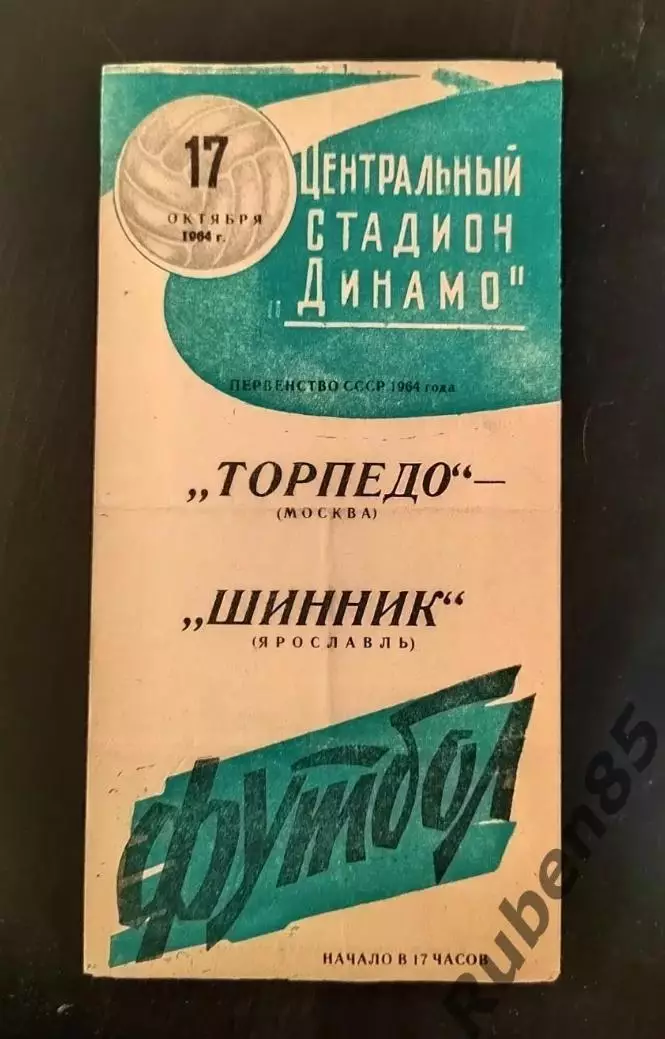 17
ОКТЯБРЯ
1964 г.
ЦЕНТРАЛЬНЫЙ
СТАДИОН
„ДИНАМО"
ПЕРВЕНСТВО СССР 1964 года
„ТОРПЕДО“—
(МОСКВА)
„ШИННИК“
(ЯРОСЛАВЛЬ)
футбол
НАЧАЛО В 17 ЧАСОВ
Ruben85